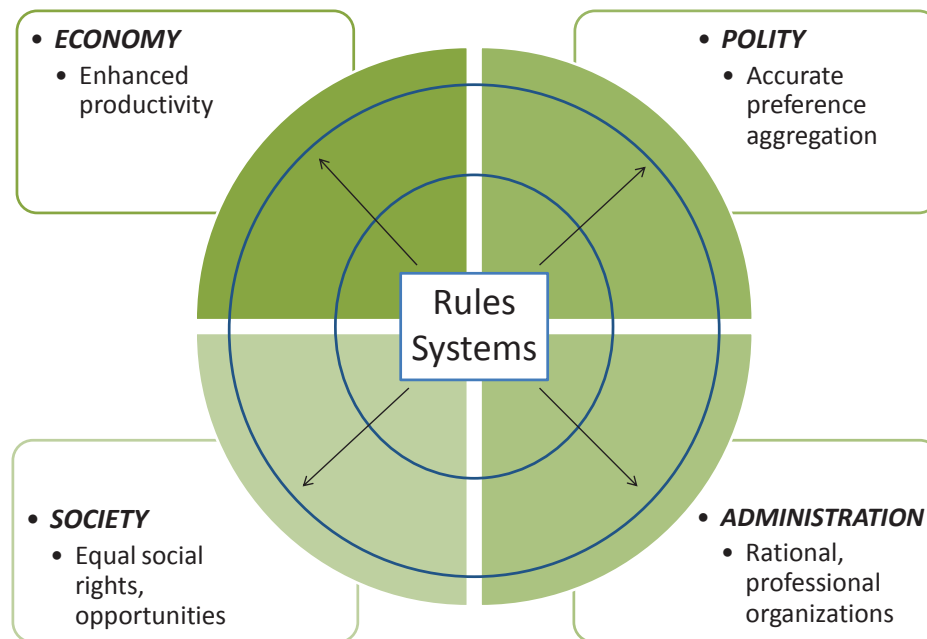 • ECONOMY
• Enhanced
productivity
• POLITY
• Accurate
preference
aggregation
Rules
Systems
• SOCIETY
• Equal social
rights,
opportunities
• ADMINISTRATION
• Rational,
professional
organizations